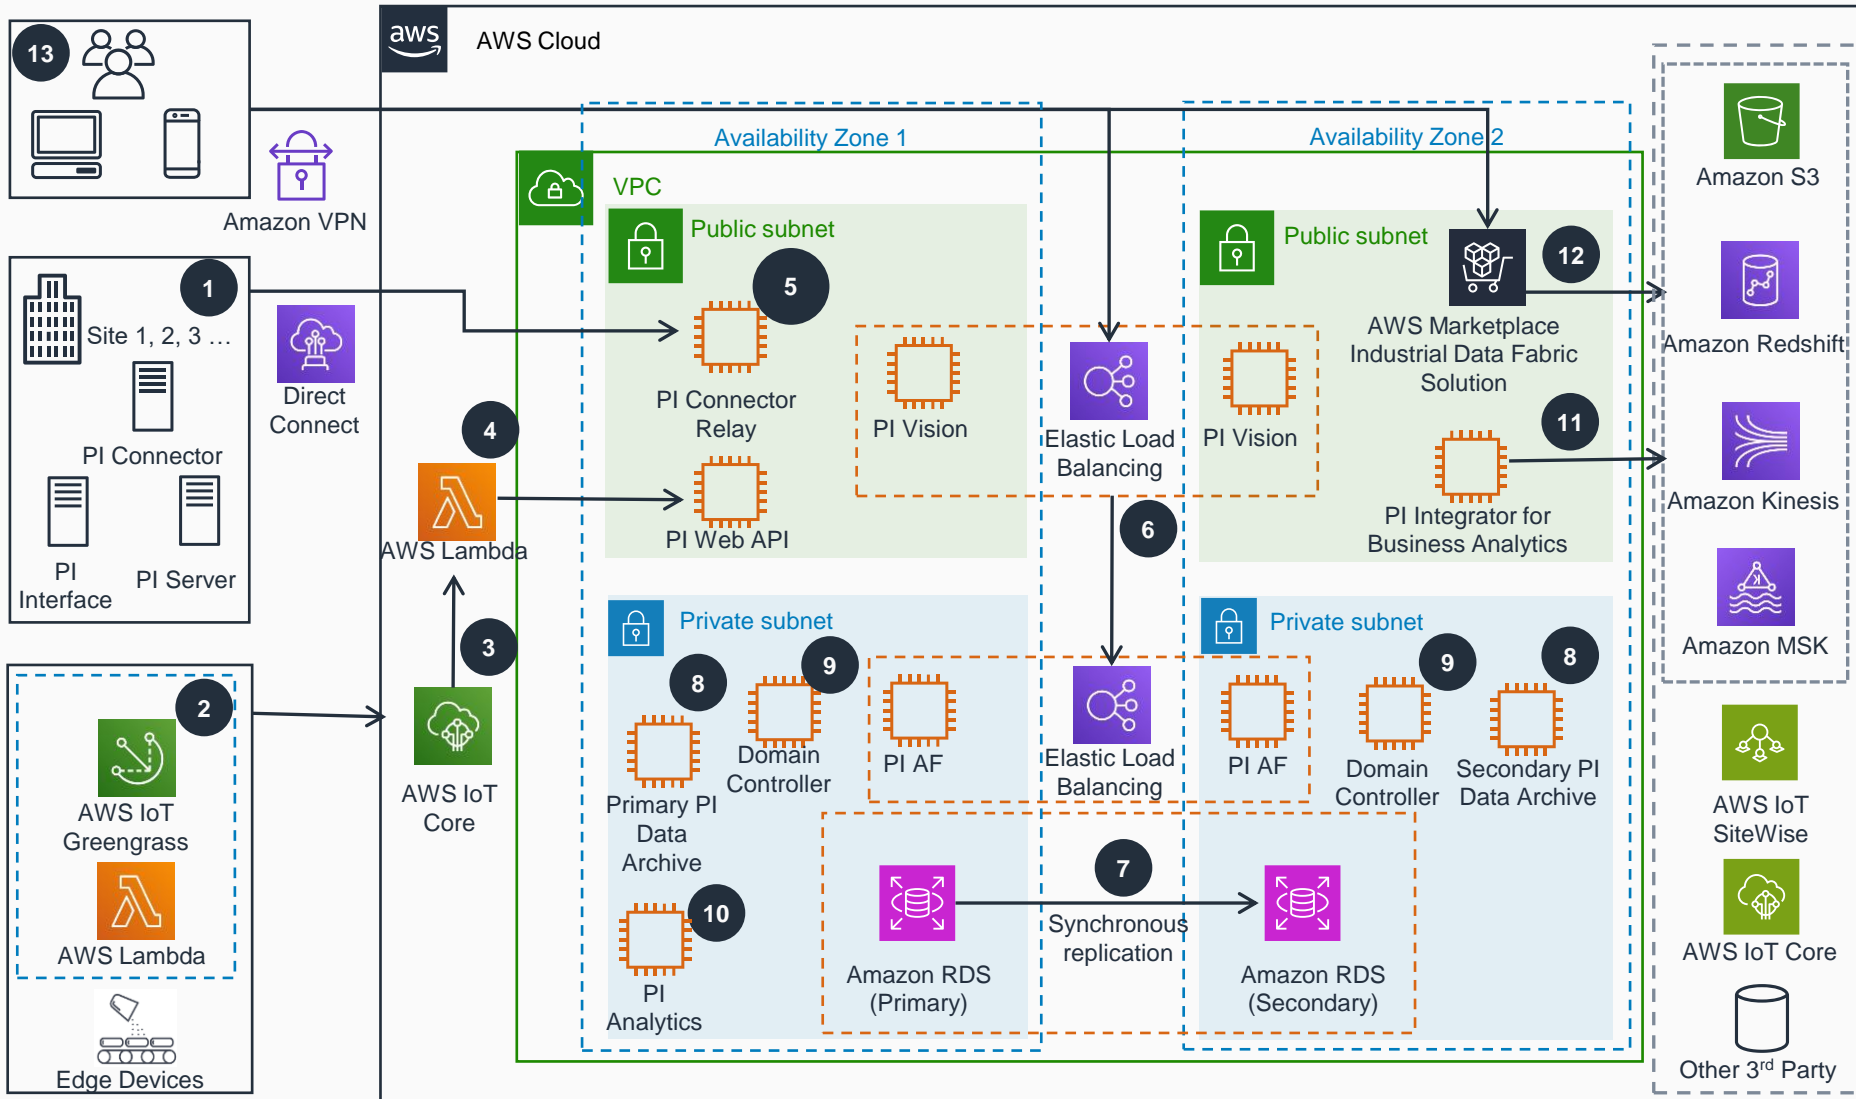 13
aws
AWS Cloud
Amazon VPN
1
Site 1, 2, 3 ...
PI Connector
PI
Interface
PI Server
Direct
Connect
2
AWS IoT
Greengrass
AWS Lambda
Edge Devices
4
AWS Lambda
3
AWS IoT
Core
Availability Zone 1
Availability Zone 2
VPC
Public subnet
5
PI Connector
Relay
PI Vision
PI Web API
Elastic Load
Balancing
6
Public subnet
12
AWS Marketplace
Industrial Data Fabric
Solution
PI Vision
11
PI Integrator for
Business Analytics
Private subnet
8
9
Primary PI
Data
Archive
Domain
Controller
PI AF
10
PI
Analytics
Elastic Load
Balancing
7
Synchronous
replication
Amazon RDS
(Primary)
Private subnet
9
8
PI AF
Domain
Controller
Secondary PI
Data Archive
Amazon RDS
(Secondary)
Amazon S3
Amazon Redshift
Amazon Kinesis
K
Amazon MSK
AWS IoT
SiteWise
AWS IoT Core
Other 3rd Party